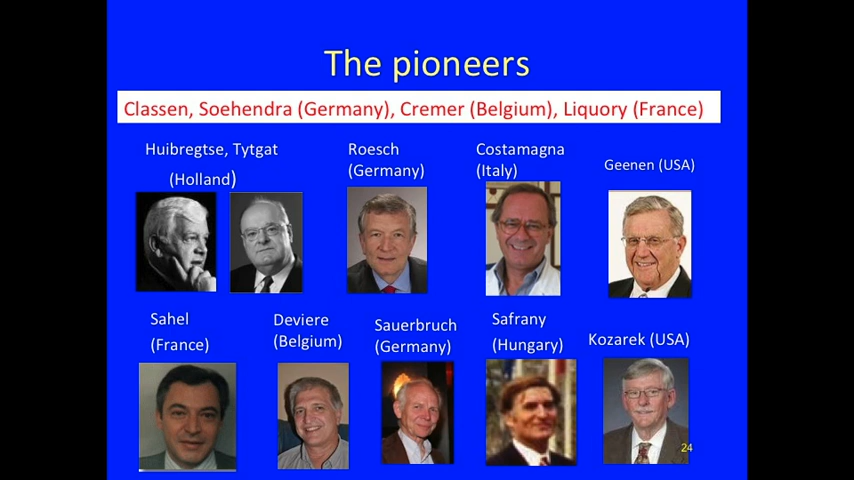 The pioneers
Classen, Soehendra (Germany), Cremer (Belgium), Liquory (France)
Huibregtse, Tytgat
(Holland)
Roesch
(Germany)
Costamagna
(Italy)
Geenen (USA)
Sahel
(France)
Deviere
(Belgium)
Sauerbruch
(Germany)
Safrany
(Hungary)
Kozarek (USA)
24